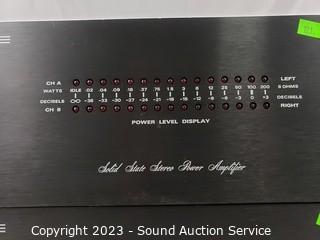 CH A LEFT
WATTS IDLE .02 .04 .09 .18 .37 .75 1.5 3 6 12 25 50 100 200 8 OHMS
DECIBELS ∞ -36 -33 -30 -27 -24 -21 -18 -15 -12 -9 -6 -3 0 +3 DECIBELS
CH B RIGHT
POWER LEVEL DISPLAY
Solid State Stereo Power Amplifier
Copyright 2023 - Sound Auction Service